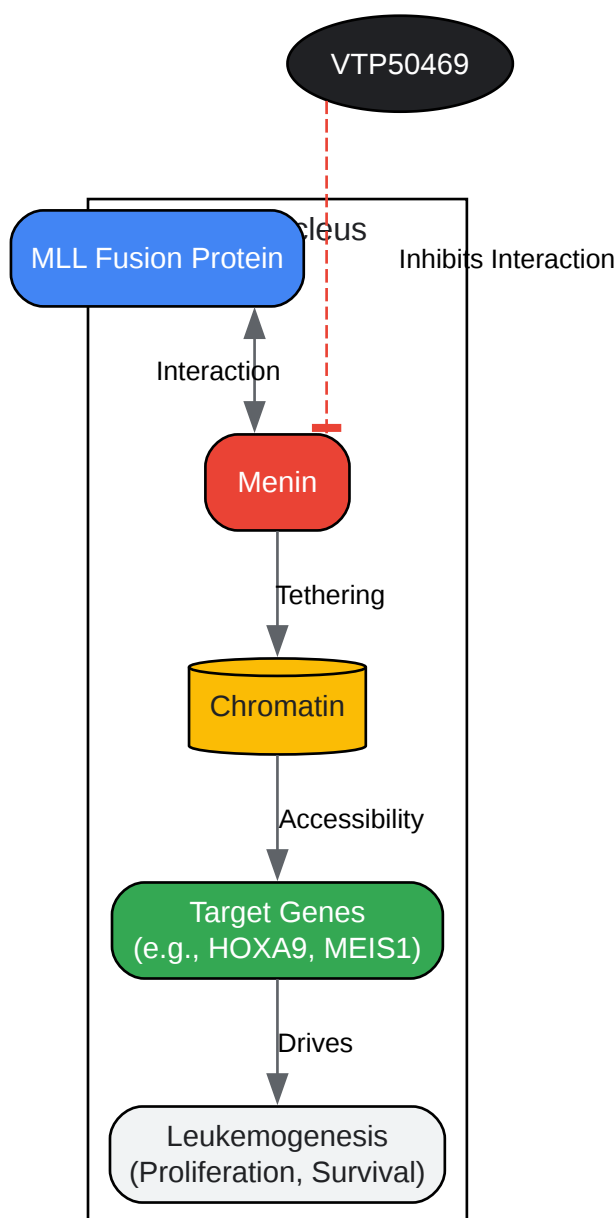 VTP50469
cleus
MLL Fusion Protein
Inhibits Interaction
Interaction
Menin
Tethering
Chromatin
Accessibility
Target Genes
(e.g., HOXA9, MEIS1)
Drives
Leukemogenesis
(Proliferation, Survival)